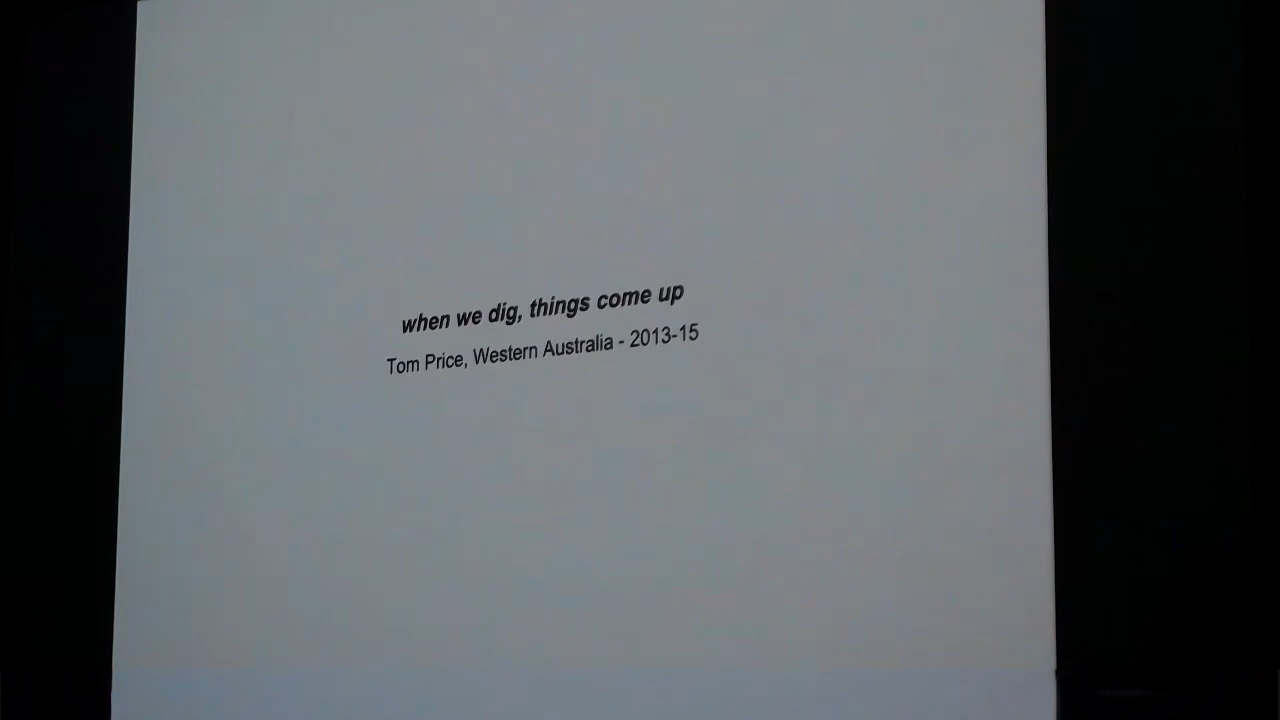 when we dig, things come up
Tom Price, Western Australia - 2013-15